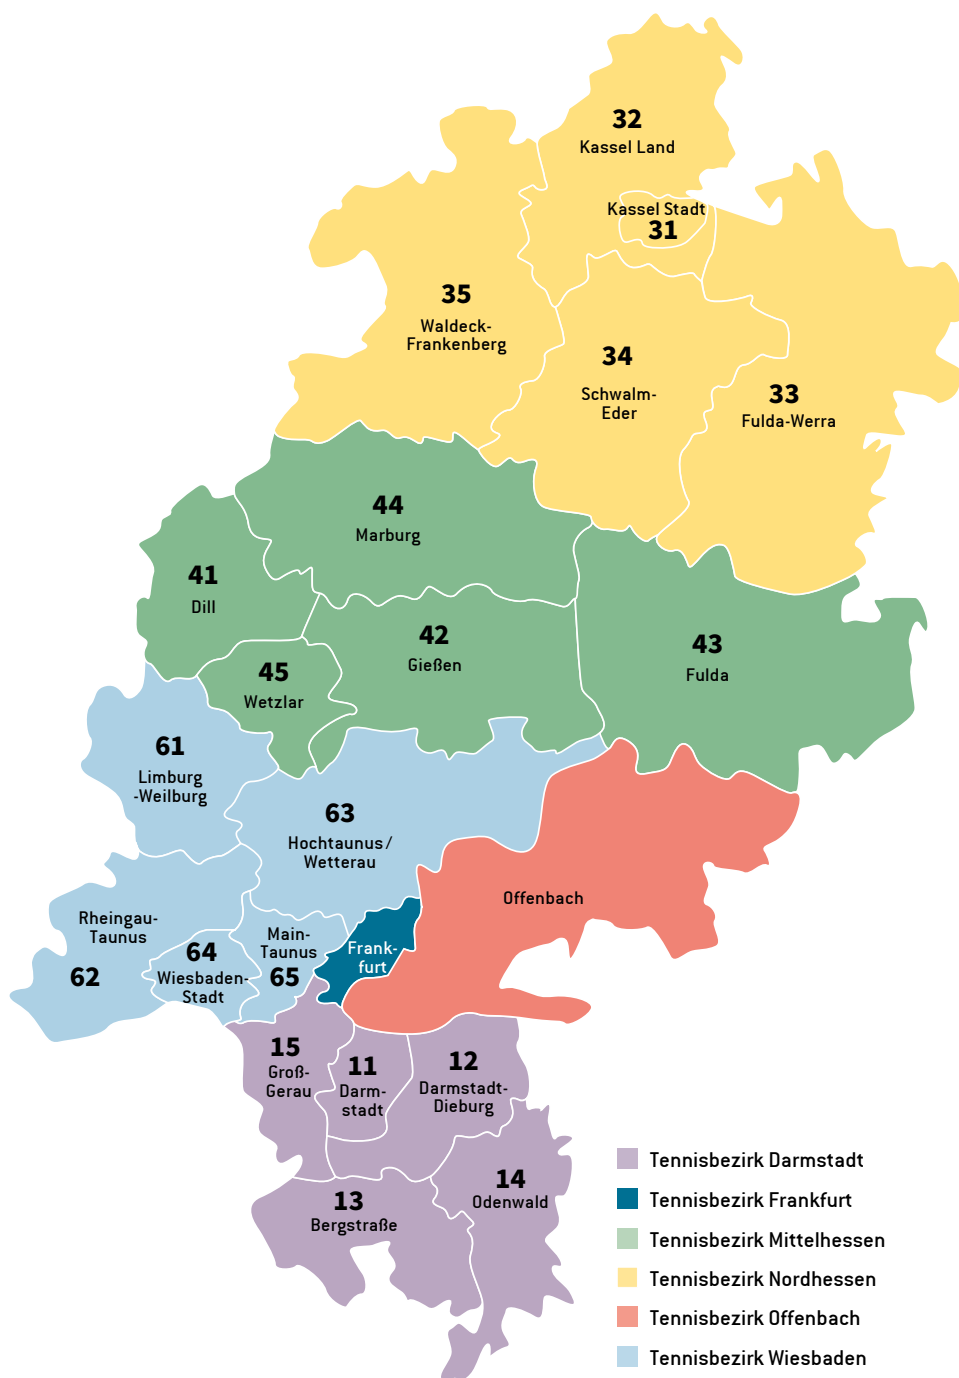 32
Kassel Land
Kassel Stadt
31
35
Waldeck-
Frankenberg
34
Schwalm-
Eder
33
Fulda-Werra
44
Marburg
41
Dill
42
Gießen
43
Fulda
45
Wetzlar
61
Limburg
-Weilburg
63
Hochtaunus/
Wetterau
Offenbach
Rheingau-
Taunus
62
64
Wiesbaden-
Stadt
Main-
Taunus
65
Frank-
furt
15
Groß-
Gerau
11
Darm-
stadt
12
Darmstadt-
Dieburg
14
Odenwald
13
Bergstraße
Tennisbezirk Darmstadt
Tennisbezirk Frankfurt
Tennisbezirk Mittelhessen
Tennisbezirk Nordhessen
Tennisbezirk Offenbach
Tennisbezirk Wiesbaden